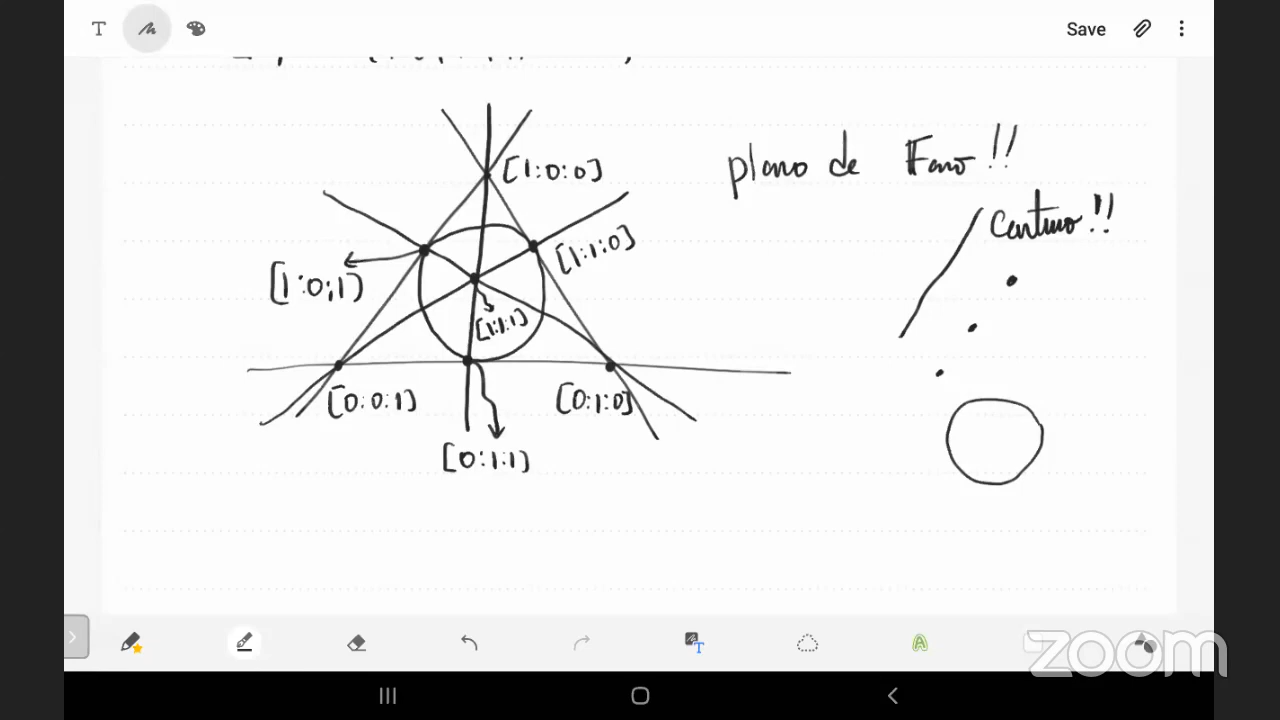 Save
[1:0:0]
plano de Fano!!
Centuro!!
[1:1:0]
[1:0:1)
[1:1:1)
[0:0:1]
[0:1:0]
[0:1:1)
T
A
zoom